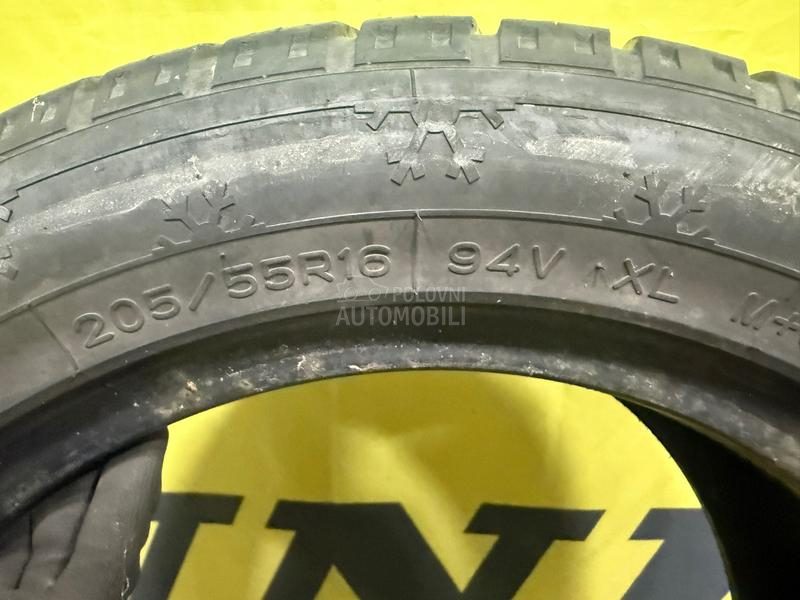 205/55R16 94V XL M+
POLOVNI
AUTOMOBILI